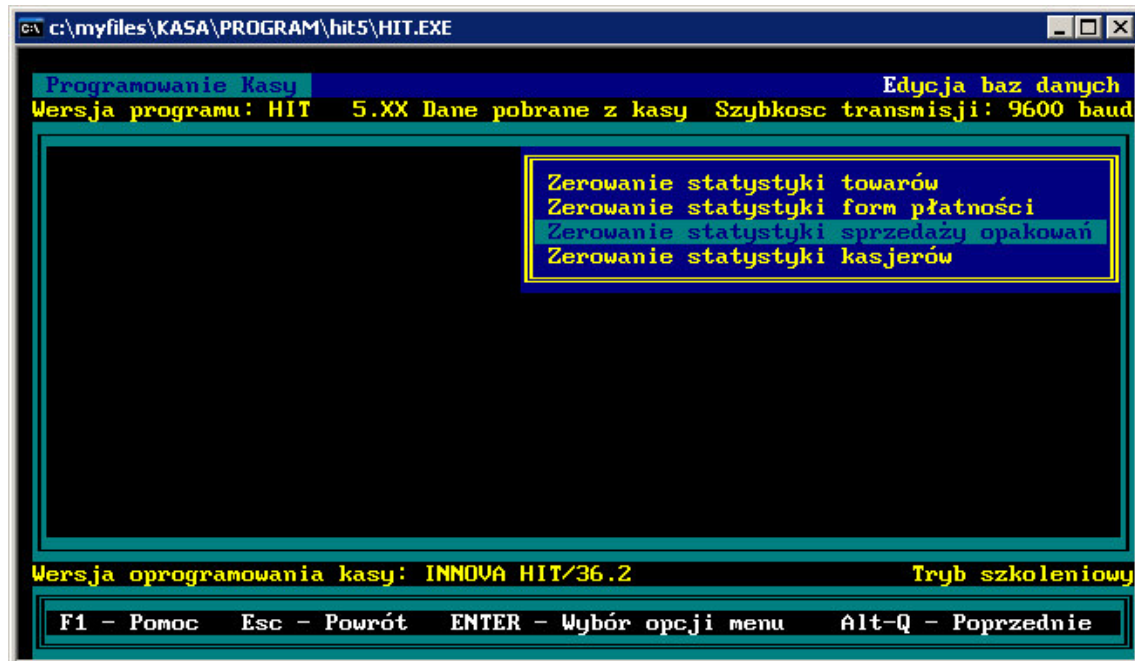 c:\myfiles\KASA\PROGRAM\hit5\HIT.EXE
Programowanie Kasy Edycja baz danych
Wersja programu: HIT 5.XX Dane pobrane z kasy Szybkosc transmisji: 9600 baud
Zerowanie statystyki towarów
Zerowanie statystyki form płatności
Zerowanie statystyki sprzedaży opakowań
Zerowanie statystyki kasjerów
Wersja oprogramowania kasy: INNOVA HIT/36.2 Tryb szkoleniowy
F1 - Pomoc Esc - Powrót ENTER - Wybór opcji menu Alt-Q - Poprzednie